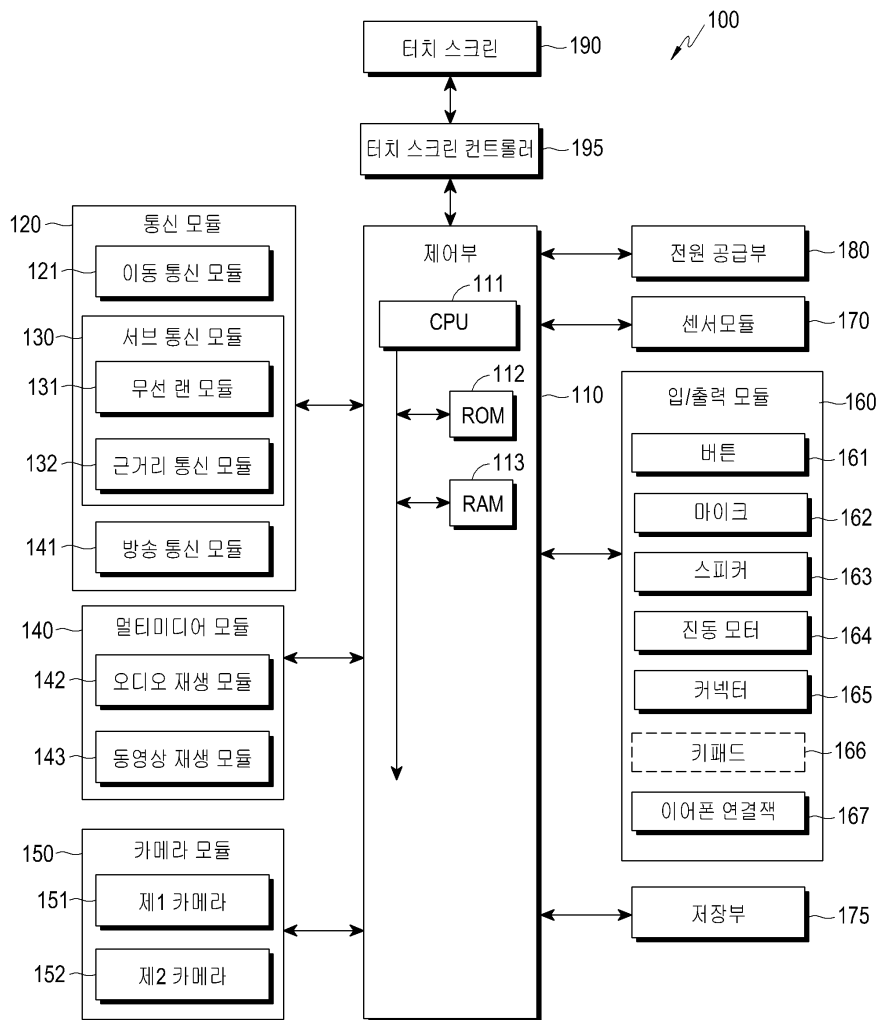 100
터치 스크린
190
터치 스크린 컨트롤러
195
120
통신 모듈
121
이동 통신 모듈
130
서브 통신 모듈
131
무선 랜 모듈
132
근거리 통신 모듈
141
방송 통신 모듈
140
멀티미디어 모듈
142
오디오 재생 모듈
143
동영상 재생 모듈
150
카메라 모듈
151
제1 카메라
152
제2 카메라
제어부
110
111
CPU
112
ROM
113
RAM
전원 공급부
180
센서모듈
170
입/출력 모듈
160
버튼
161
마이크
162
스피커
163
진동 모터
164
커넥터
165
키패드
166
이어폰 연결잭
167
저장부
175